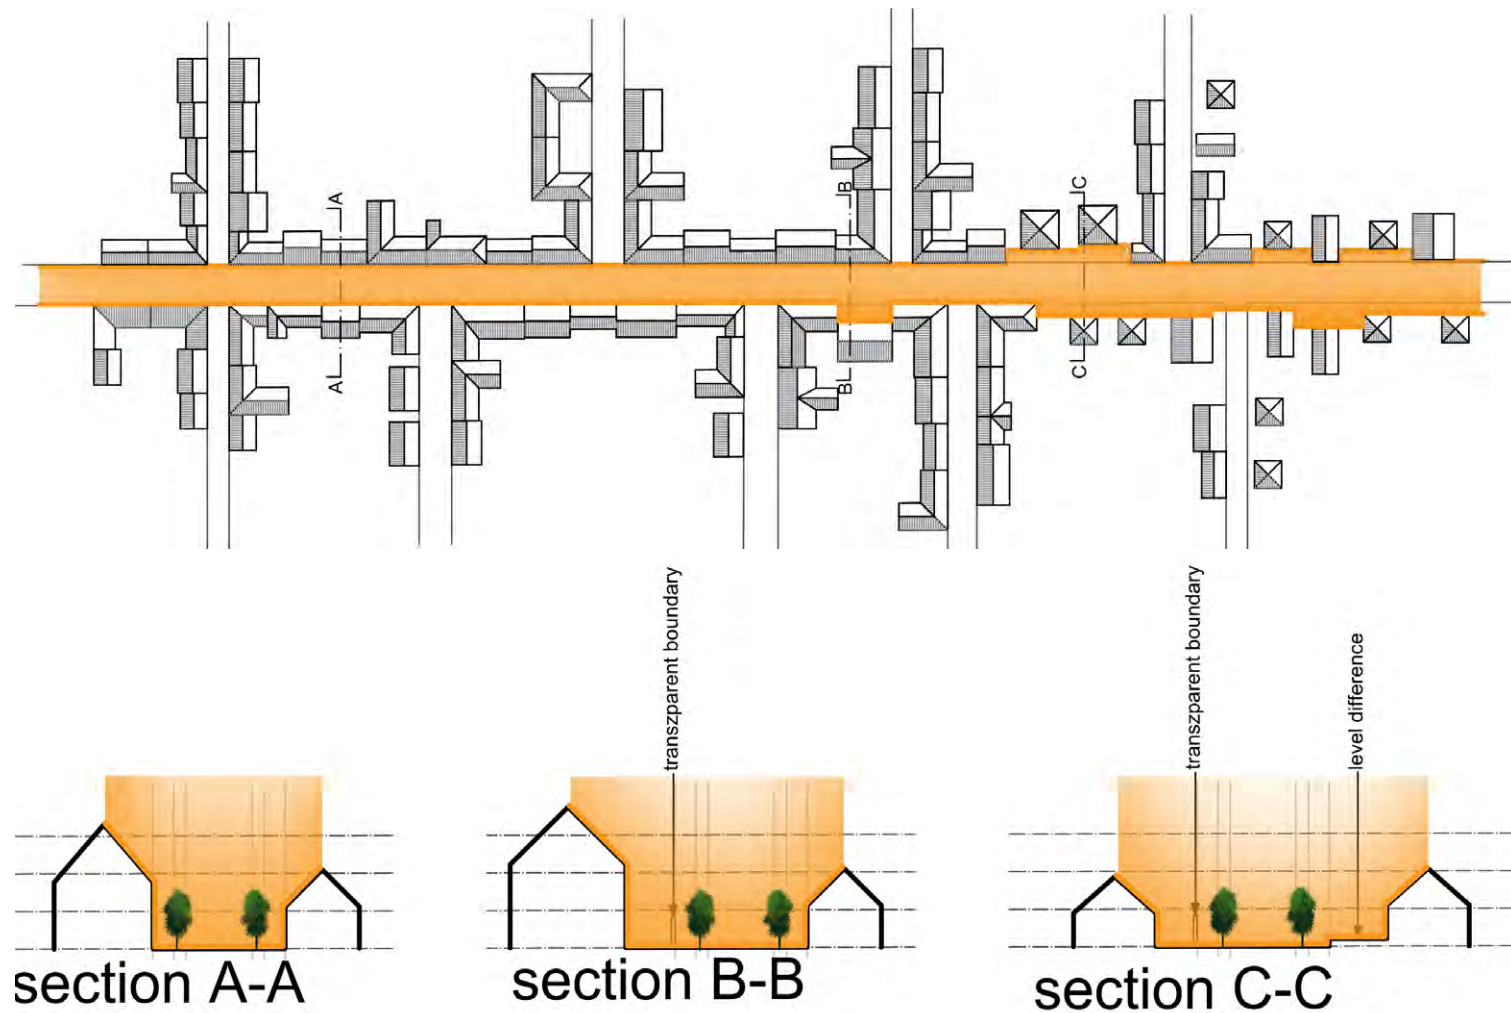 A
B
C
A
B
C
transzparent boundary
transzparent boundary
level difference
section A-A
section B-B
section C-C